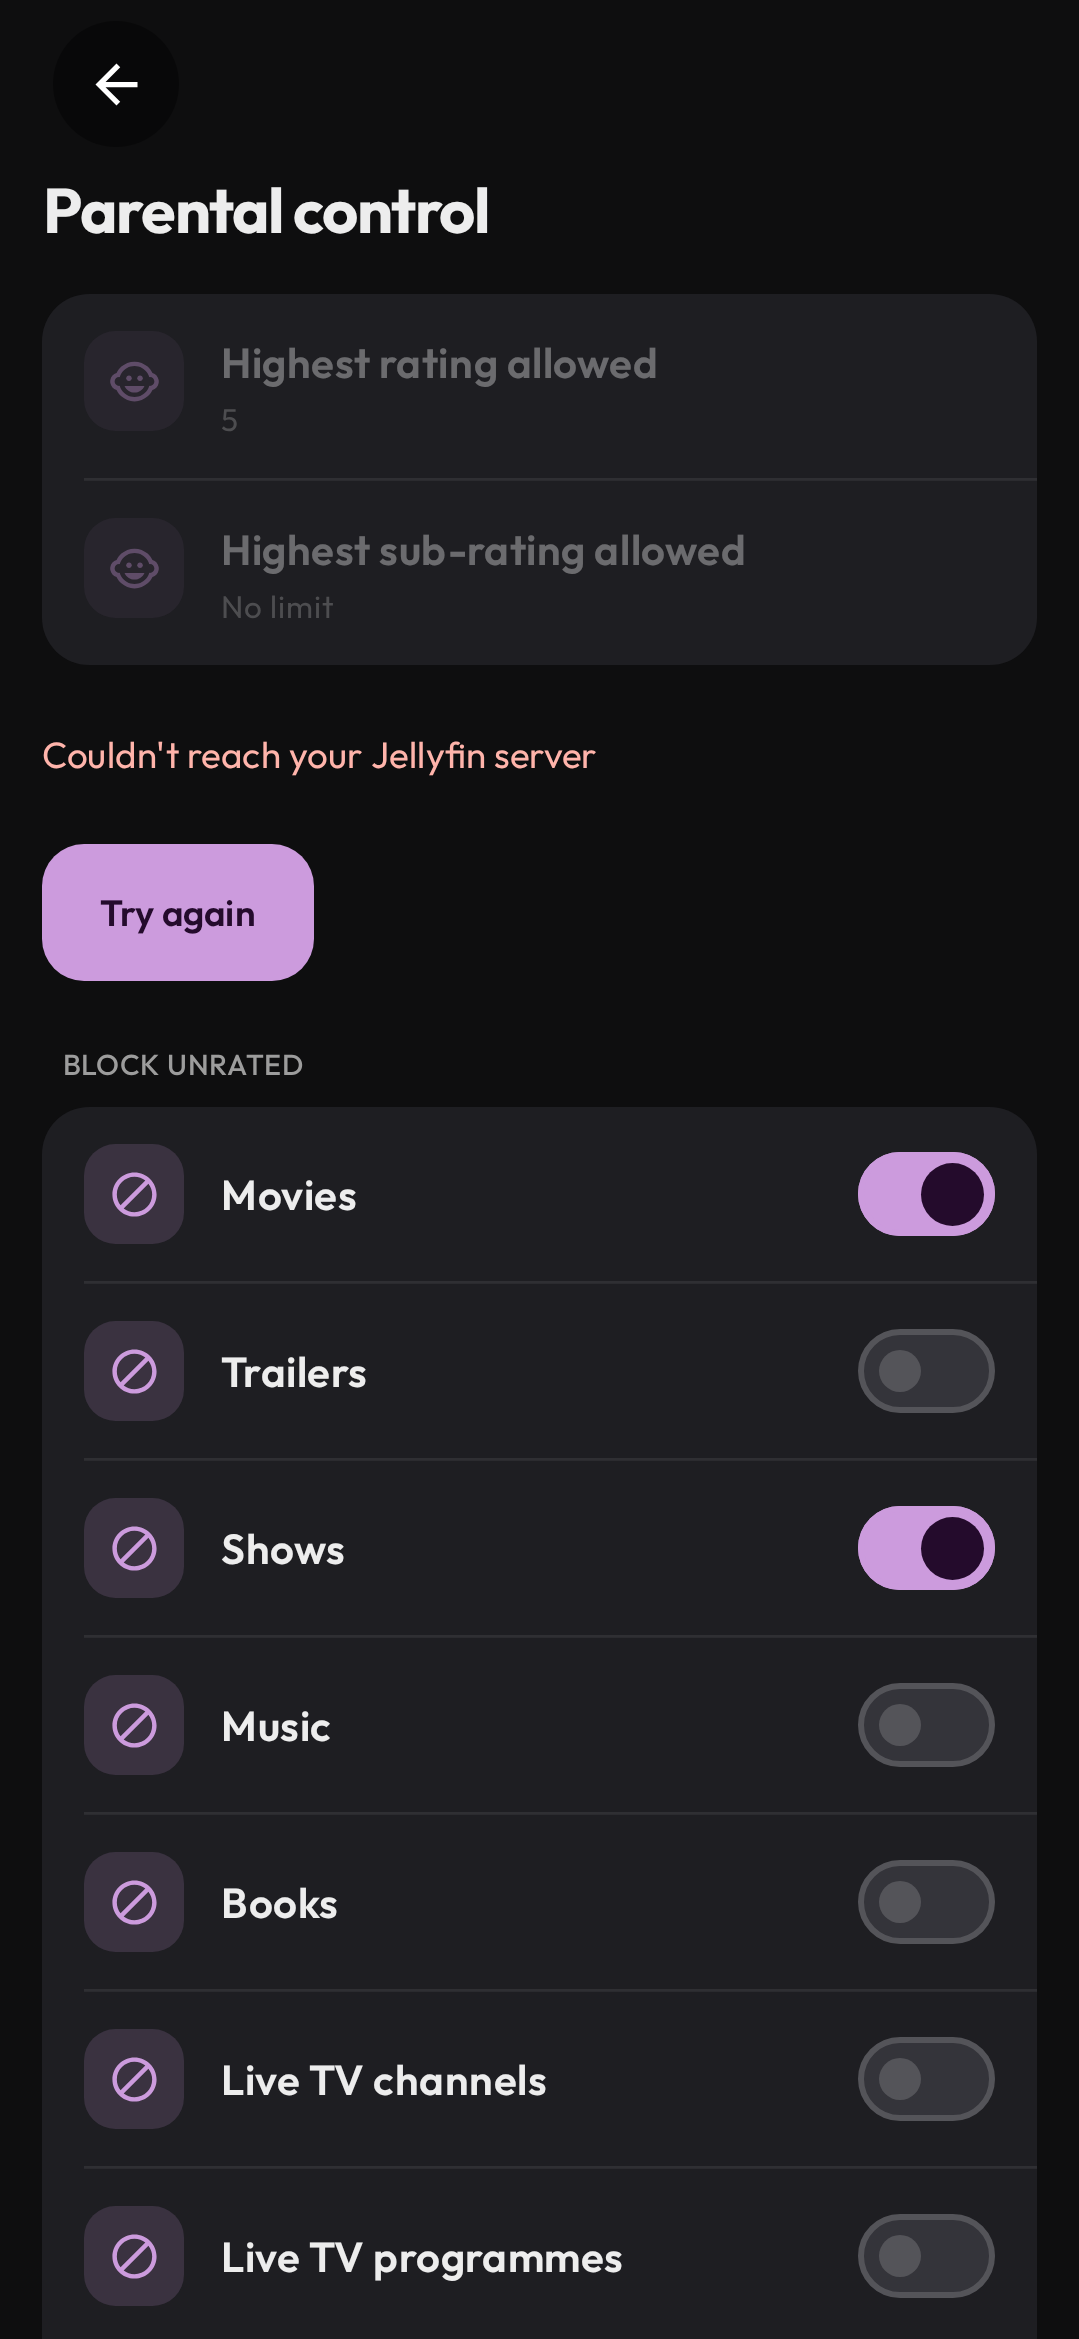 Parental control
Highest rating allowed
5
Highest sub-rating allowed
No limit
Couldn't reach your Jellyfin server
Try again
BLOCK UNRATED
Movies
Trailers
Shows
Music
Books
Live TV channels
Live TV programmes